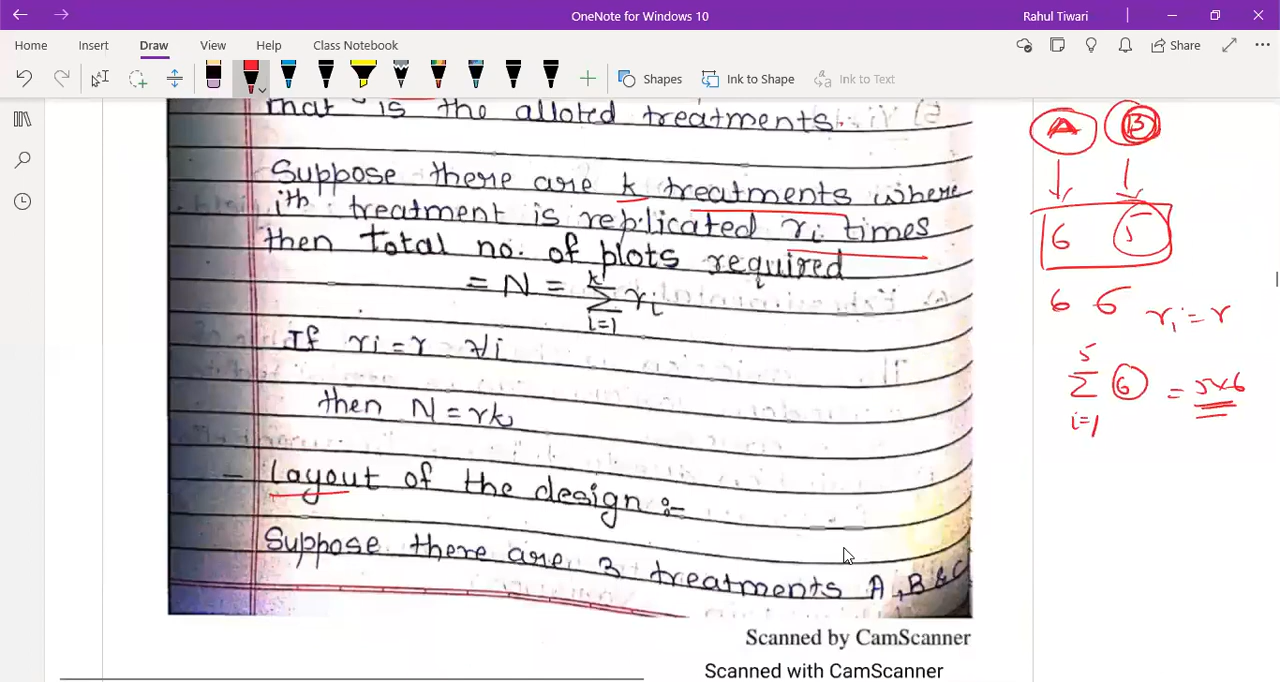 OneNote for Windows 10
Rahul Tiwari
Home Insert Draw View Help Class Notebook
Share
Shapes Ink to Shape Ink to Text
that is the alloted treatments.
Suppose there are k treatments where
ith treatment is replicated ri times
then total no. of plots required
= N = k Σ i=1 ri
If ri = r ∀i
then N = rk
- Layout of the design :-
Suppose there are 3 treatments A, B & C
Scanned by CamScanner
Scanned with CamScanner
A B
6 5
6 6 ri = r
5 Σ i=1 6 = 5×6